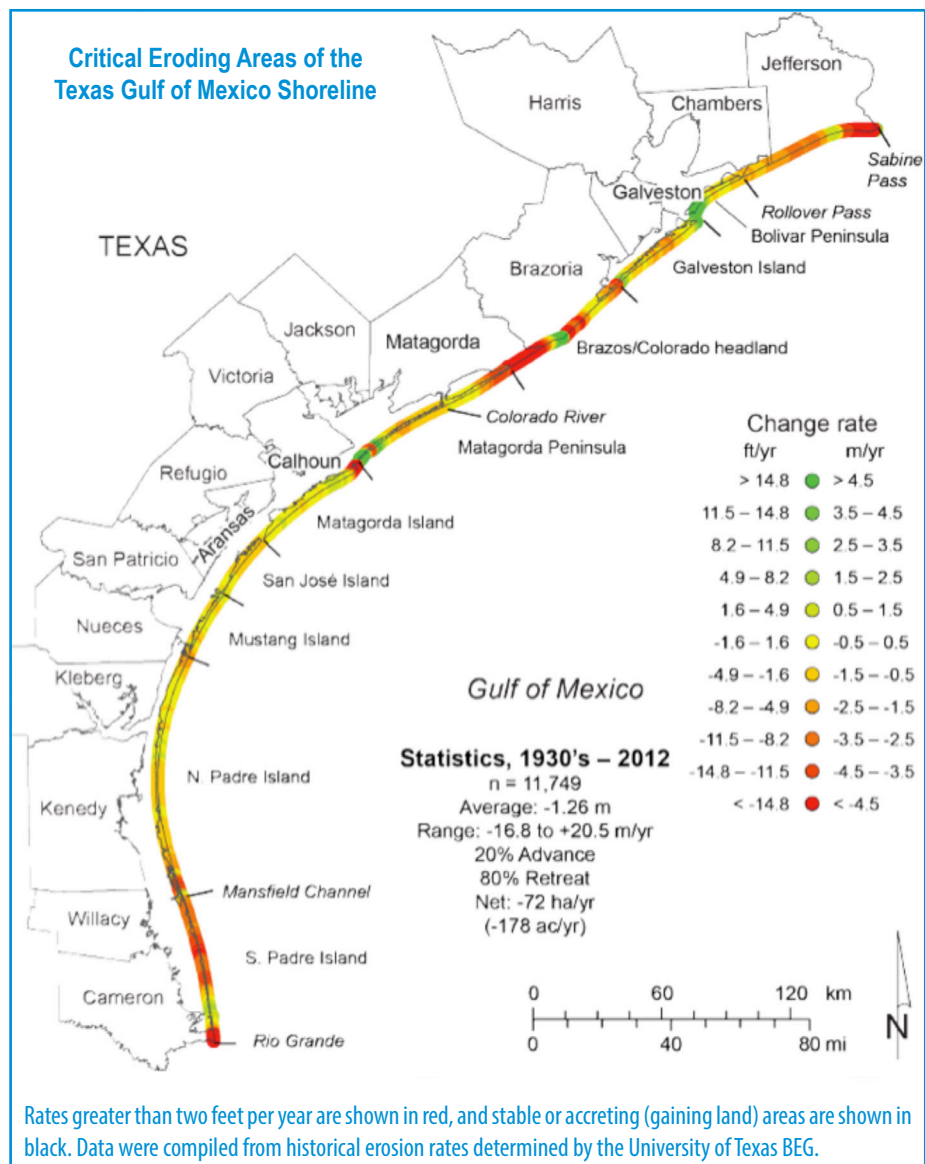 Critical Eroding Areas of the
Texas Gulf of Mexico Shoreline
Jefferson
Harris
Chambers
Sabine
Pass
Galveston
Rollover Pass
Bolivar Peninsula
TEXAS
Brazoria
Galveston Island
Jackson
Matagorda
Brazos/Colorado headland
Victoria
Colorado River
Matagorda Peninsula
Calhoun
Refugio
Matagorda Island
Aransas
San Patricio
San José Island
Nueces
Mustang Island
Kleberg
Gulf of Mexico
N. Padre Island
Kenedy
Mansfield Channel
Willacy
S. Padre Island
Cameron
Rio Grande
Change rate
ft/yr m/yr
> 14.8 > 4.5
11.5 – 14.8 3.5 – 4.5
8.2 – 11.5 2.5 – 3.5
4.9 – 8.2 1.5 – 2.5
1.6 – 4.9 0.5 – 1.5
-1.6 – 1.6 -0.5 – 0.5
-4.9 – -1.6 -1.5 – -0.5
-8.2 – -4.9 -2.5 – -1.5
-11.5 – -8.2 -3.5 – -2.5
-14.8 – -11.5 -4.5 – -3.5
< -14.8 < -4.5
Statistics, 1930's – 2012
n = 11,749
Average: -1.26 m
Range: -16.8 to +20.5 m/yr
20% Advance
80% Retreat
Net: -72 ha/yr
(-178 ac/yr)
0 60 120 km
0 40 80 mi
N
Rates greater than two feet per year are shown in red, and stable or accreting (gaining land) areas are shown in
black. Data were compiled from historical erosion rates determined by the University of Texas BEG.